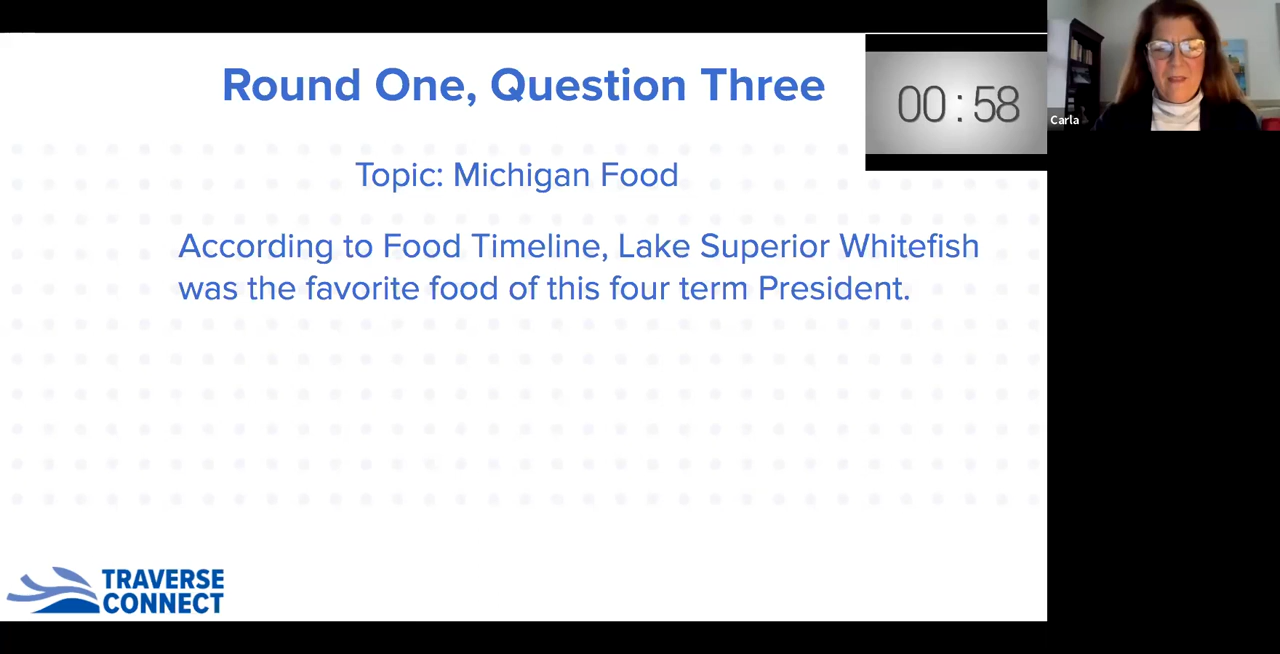 Round One, Question Three
00:58
Carla
Topic: Michigan Food
According to Food Timeline, Lake Superior Whitefish
was the favorite food of this four term President.
TRAVERSE
CONNECT